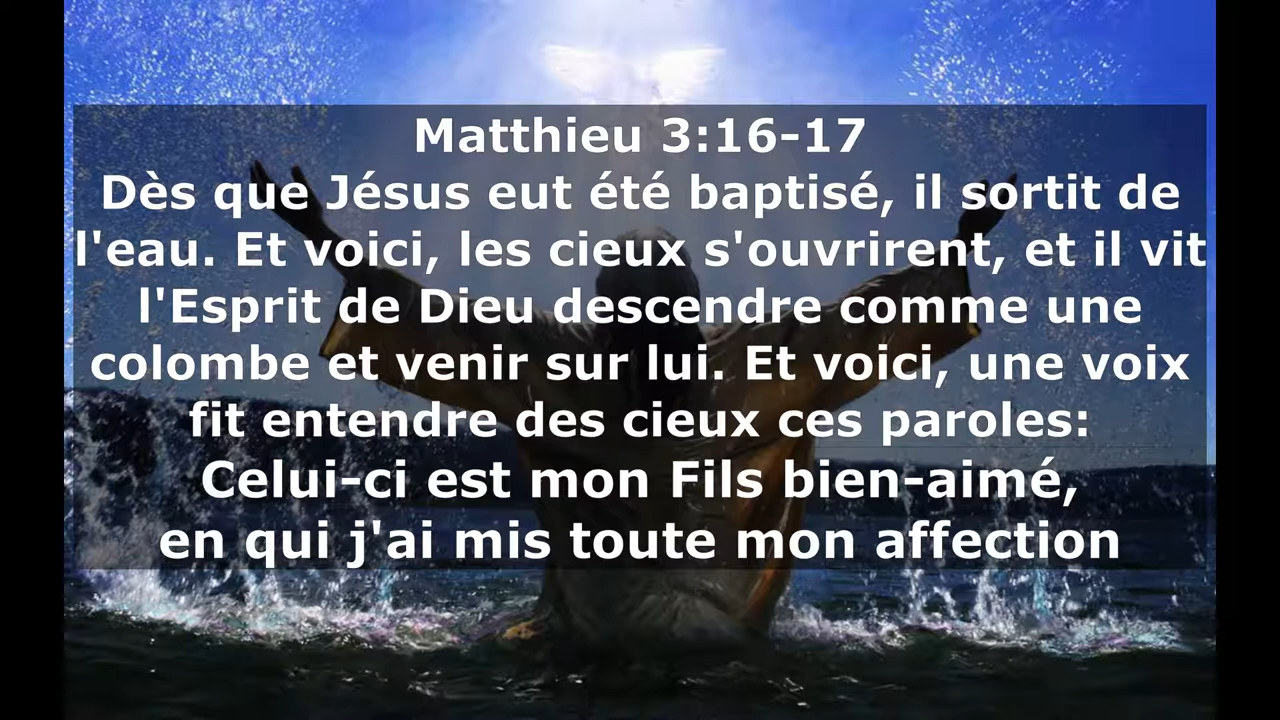 Matthieu 3:16-17
Dès que Jésus eut été baptisé, il sortit de
l'eau. Et voici, les cieux s'ouvrirent, et il vit
l'Esprit de Dieu descendre comme une
colombe et venir sur lui. Et voici, une voix
fit entendre des cieux ces paroles:
Celui-ci est mon Fils bien-aimé,
en qui j'ai mis toute mon affection